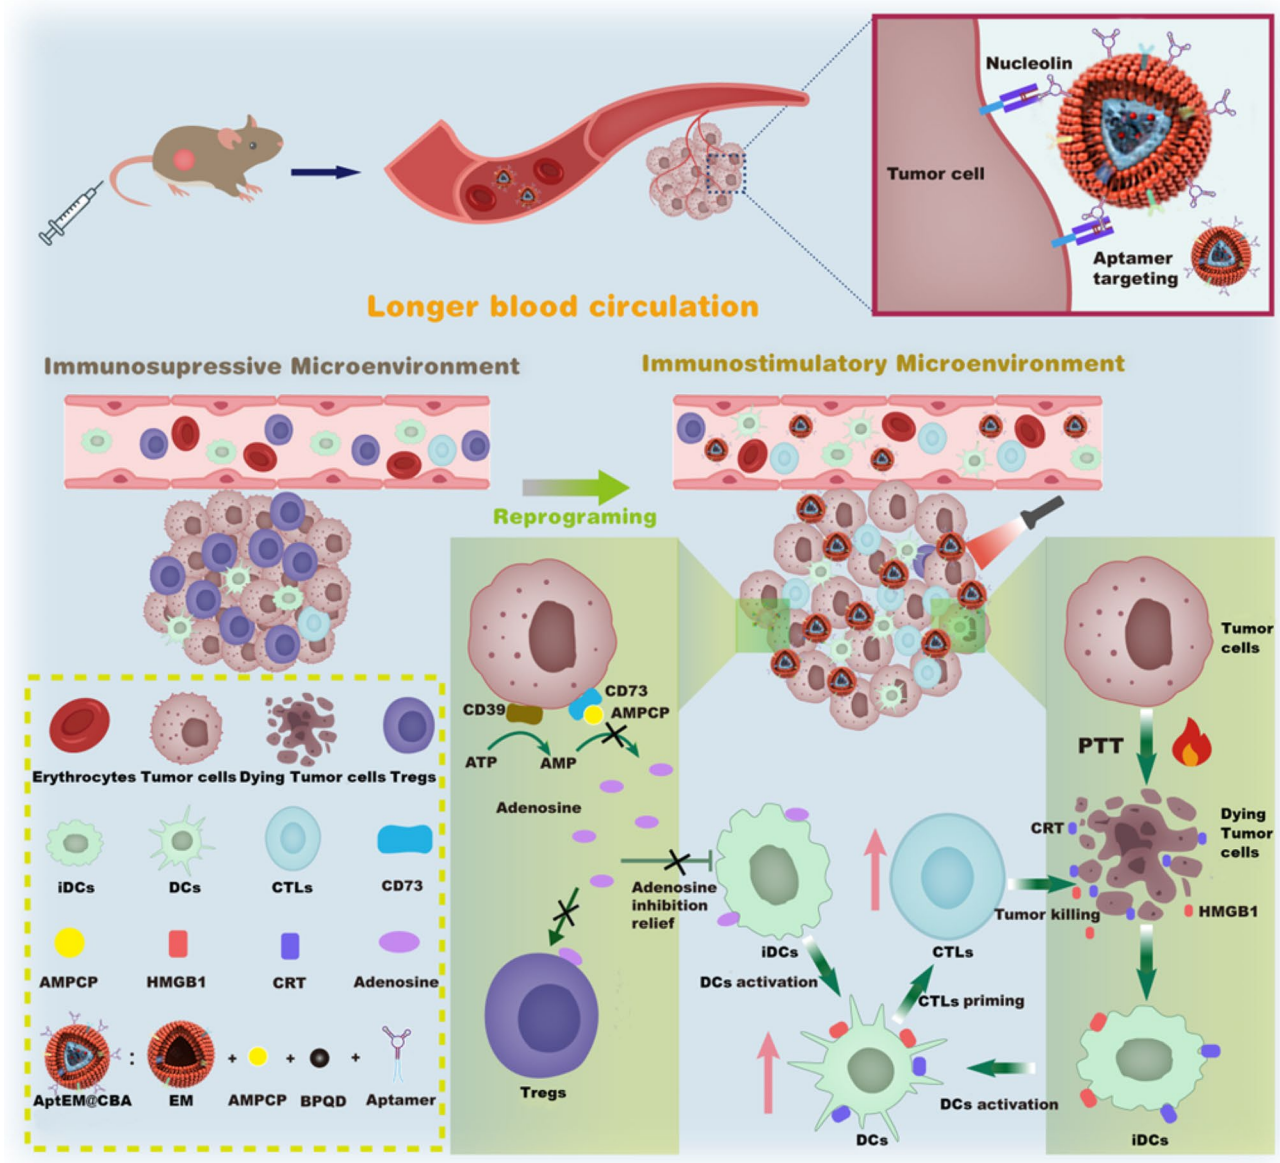 Nucleolin
Tumor cell
Aptamer
targeting
Longer blood circulation
Immunosupressive Microenvironment
Immunostimulatory Microenvironment
Reprograming
CD73
CD39
AMPCP
ATP
AMP
Adenosine
Adenosine
inhibition
relief
Tregs
iDCs
DCs activation
CTLs
CTLs priming
Tumor killing
DCs
DCs activation
Tumor
cells
PTT
CRT
Dying
Tumor
cells
HMGB1
iDCs
Erythrocytes
Tumor cells
Dying Tumor cells
Tregs
iDCs
DCs
CTLs
CD73
AMPCP
HMGB1
CRT
Adenosine
: + + +
AptEM@CBA
EM
AMPCP
BPQD
Aptamer